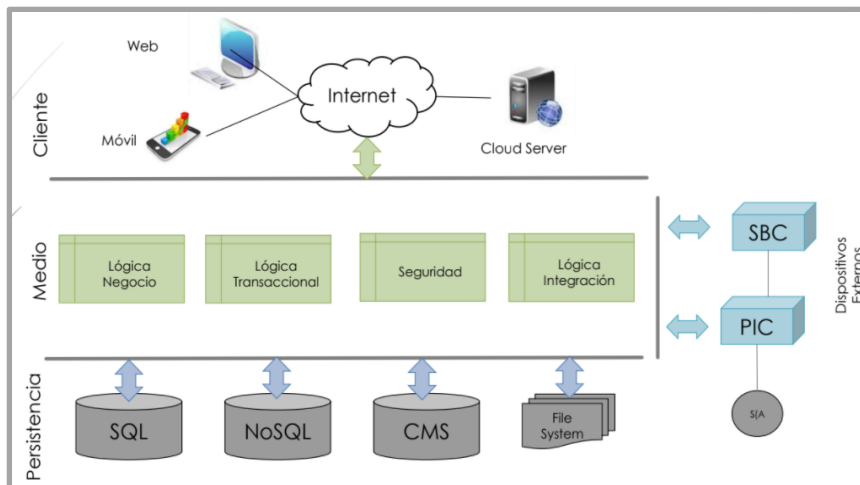 Web
Internet
Móvil
Cloud Server
Cliente
Medio
Lógica
Negocio
Lógica
Transaccional
Seguridad
Lógica
Integración
SBC
PIC
Dispositivos
Externos
S(A
Persistencia
SQL
NoSQL
CMS
File
System